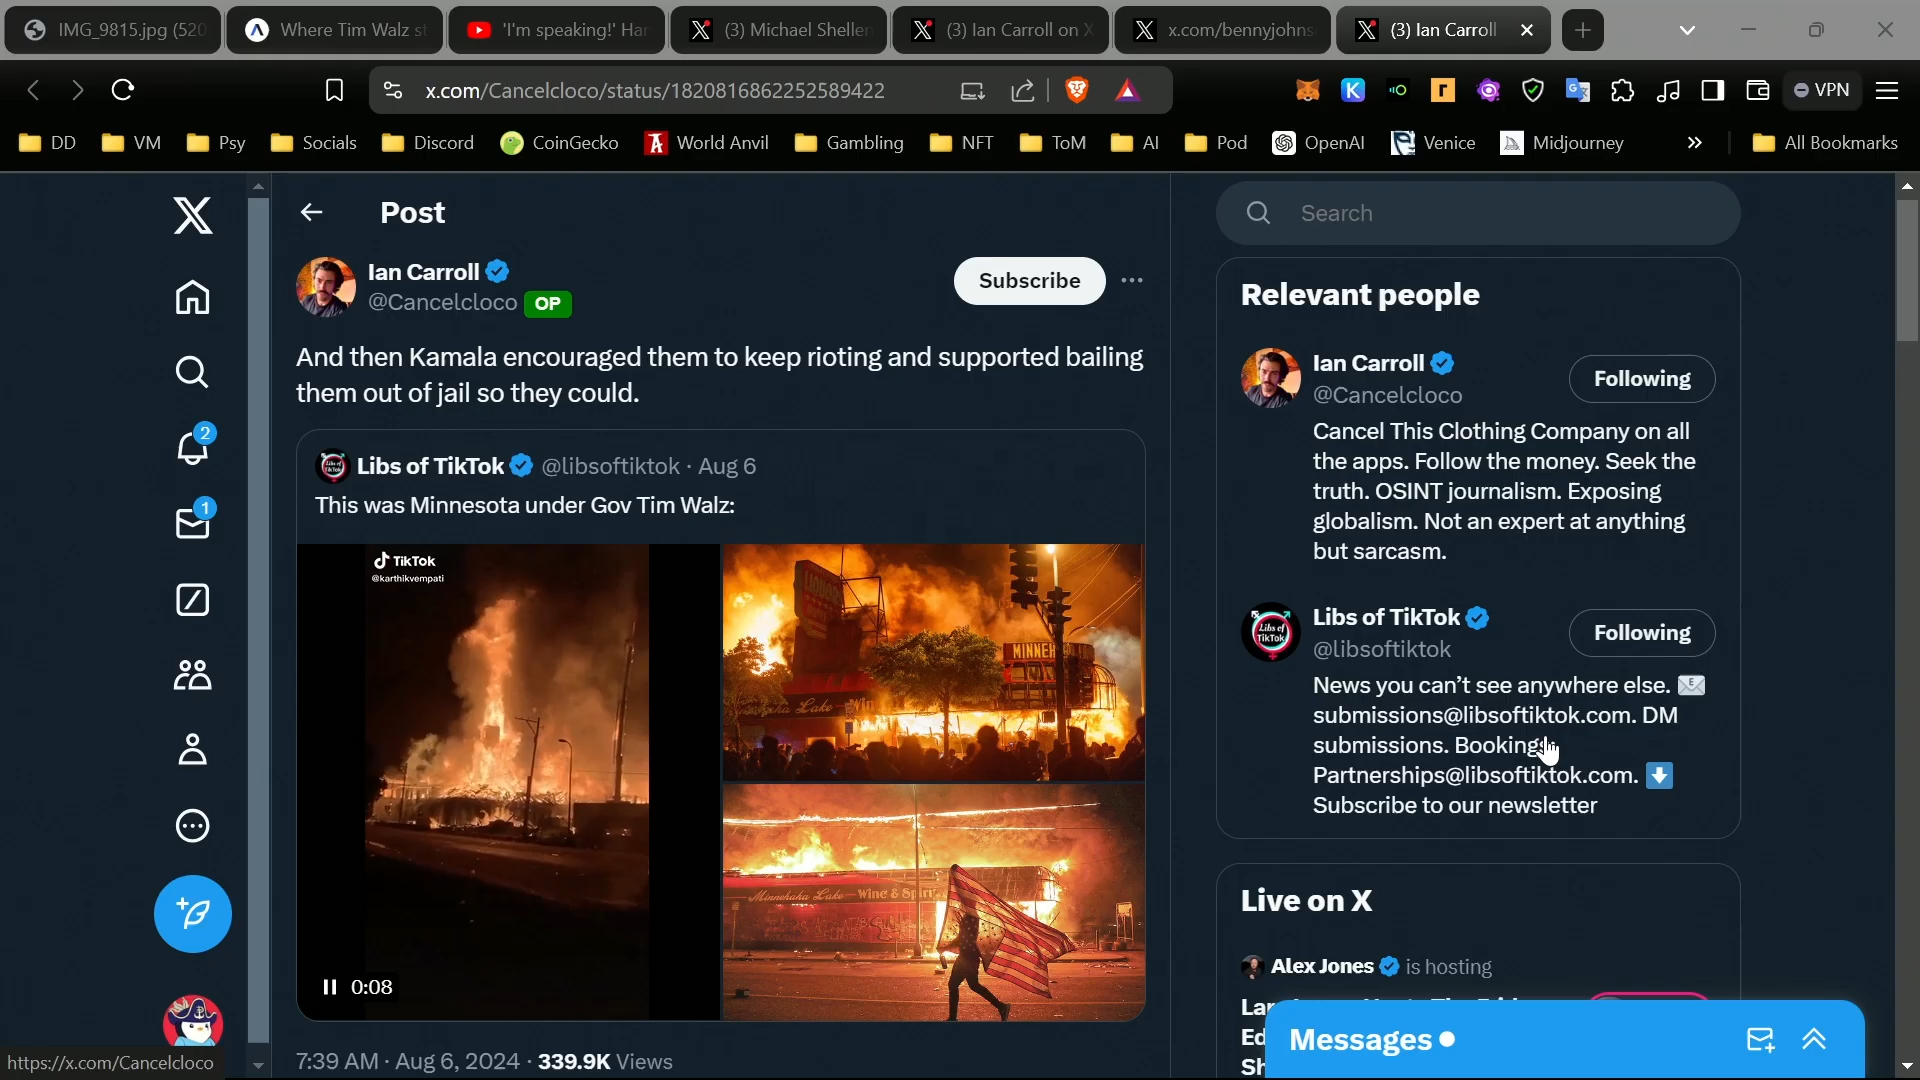 IMG_9815.jpg (520
Where Tim Walz st
'I'm speaking!' Har
(3) Michael Shellen
(3) Ian Carroll on X
x.com/bennyjohns
(3) Ian Carroll
x.com/Cancelcloco/status/1820816862252589422
VPN
DD
VM
Psy
Socials
Discord
CoinGecko
World Anvil
Gambling
NFT
ToM
AI
Pod
OpenAI
Venice
Midjourney
»
All Bookmarks
Post
Ian Carroll
@Cancelcloco OP
Subscribe
And then Kamala encouraged them to keep rioting and supported bailing
them out of jail so they could.
Libs of TikTok @libsoftiktok · Aug 6
This was Minnesota under Gov Tim Walz:
TikTok
@karthikvempati
0:08
LIQUOR
MINNEH
Minnehaha Lake Wine & Spirits
7:39 AM · Aug 6, 2024 · 339.9K Views
2
1
https://x.com/Cancelcloco
Search
Relevant people
Ian Carroll
@Cancelcloco
Following
Cancel This Clothing Company on all
the apps. Follow the money. Seek the
truth. OSINT journalism. Exposing
globalism. Not an expert at anything
but sarcasm.
Libs of TikTok
@libsoftiktok
Following
News you can't see anywhere else.
submissions@libsoftiktok.com. DM
submissions. Bookings
Partnerships@libsoftiktok.com.
Subscribe to our newsletter
Live on X
Alex Jones is hosting
Messages